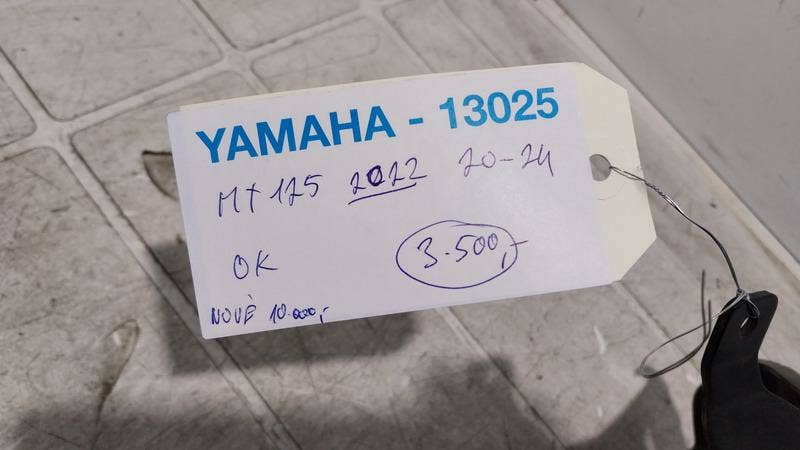 YAMAHA - 13025
MT 125 2022 20-24
OK 3.500,-
NOVÉ 10.000,-